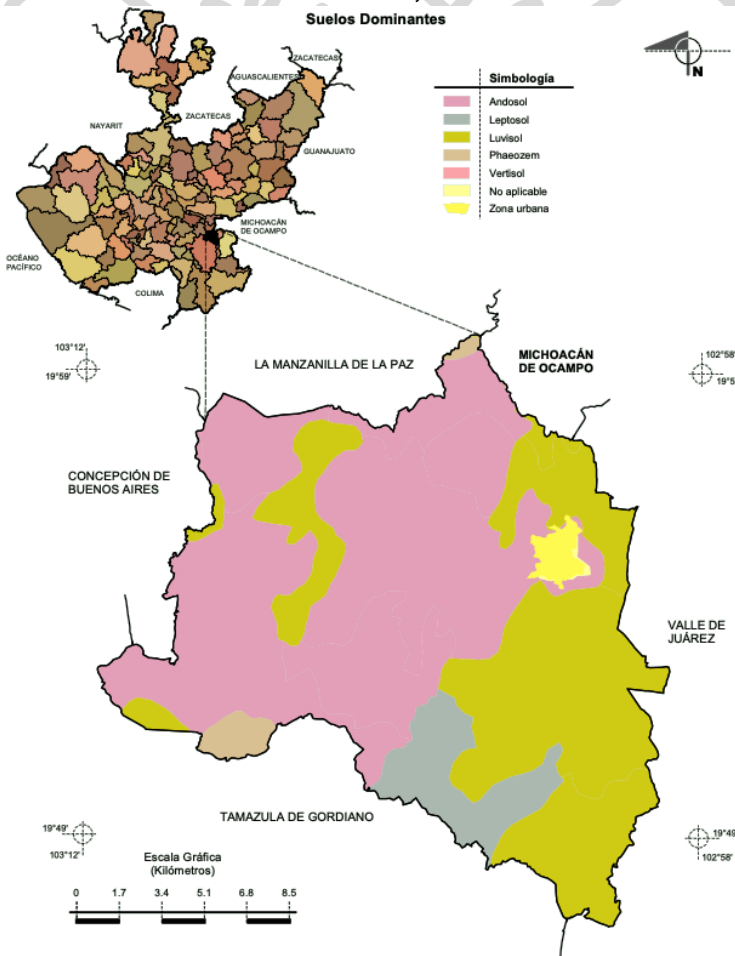 Suelos Dominantes
ZACATECAS
AGUASCALIENTES
ZACATECAS
NAYARIT
GUANAJUATO
MICHOACÁN
DE OCAMPO
OCÉANO
PACÍFICO
COLIMA
N
Simbología
Andosol
Leptosol
Luvisol
Phaeozem
Vertisol
No aplicable
Zona urbana
103°12'
19°59'
LA MANZANILLA DE LA PAZ
MICHOACÁN
DE OCAMPO
102°58'
CONCEPCIÓN DE
BUENOS AIRES
VALLE DE
JUÁREZ
TAMAZULA DE GORDIANO
19°49'
103°12'
19°49
102°58'
Escala Gráfica
(Kilómetros)
0 1.7 3.4 5.1 6.8 8.5